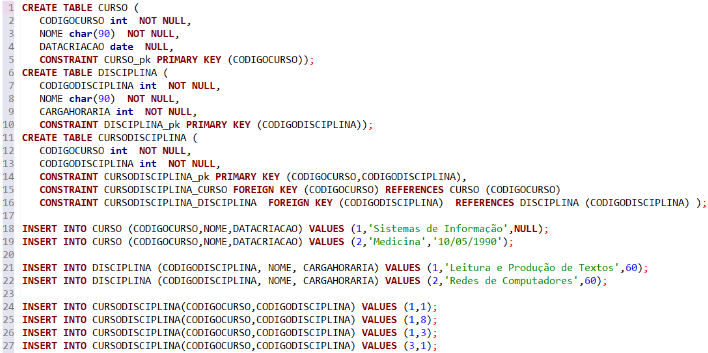 1 CREATE TABLE CURSO (
2 CODIGOCURSO int NOT NULL,
3 NOME char(90) NOT NULL,
4 DATACRIACAO date NULL,
5 CONSTRAINT CURSO_pk PRIMARY KEY (CODIGOCURSO));
6 CREATE TABLE DISCIPLINA (
7 CODIGODISCIPLINA int NOT NULL,
8 NOME char(90) NOT NULL,
9 CARGAHORARIA int NOT NULL,
10 CONSTRAINT DISCIPLINA_pk PRIMARY KEY (CODIGODISCIPLINA));
11 CREATE TABLE CURSODISCIPLINA (
12 CODIGOCURSO int NOT NULL,
13 CODIGODISCIPLINA int NOT NULL,
14 CONSTRAINT CURSODISCIPLINA_pk PRIMARY KEY (CODIGOCURSO,CODIGODISCIPLINA),
15 CONSTRAINT CURSODISCIPLINA_CURSO FOREIGN KEY (CODIGOCURSO) REFERENCES CURSO (CODIGOCURSO)
16 CONSTRAINT CURSODISCIPLINA_DISCIPLINA FOREIGN KEY (CODIGODISCIPLINA) REFERENCES DISCIPLINA (CODIGODISCIPLINA) );
17
18 INSERT INTO CURSO (CODIGOCURSO,NOME,DATACRIACAO) VALUES (1,'Sistemas de Informação',NULL);
19 INSERT INTO CURSO (CODIGOCURSO,NOME,DATACRIACAO) VALUES (2,'Medicina','10/05/1990');
20
21 INSERT INTO DISCIPLINA (CODIGODISCIPLINA, NOME, CARGAHORARIA) VALUES (1,'Leitura e Produção de Textos',60);
22 INSERT INTO DISCIPLINA (CODIGODISCIPLINA, NOME, CARGAHORARIA) VALUES (2,'Redes de Computadores',60);
23
24 INSERT INTO CURSODISCIPLINA(CODIGOCURSO,CODIGODISCIPLINA) VALUES (1,1);
25 INSERT INTO CURSODISCIPLINA(CODIGOCURSO,CODIGODISCIPLINA) VALUES (1,8);
26 INSERT INTO CURSODISCIPLINA(CODIGOCURSO,CODIGODISCIPLINA) VALUES (1,3);
27 INSERT INTO CURSODISCIPLINA(CODIGOCURSO,CODIGODISCIPLINA) VALUES (3,1);